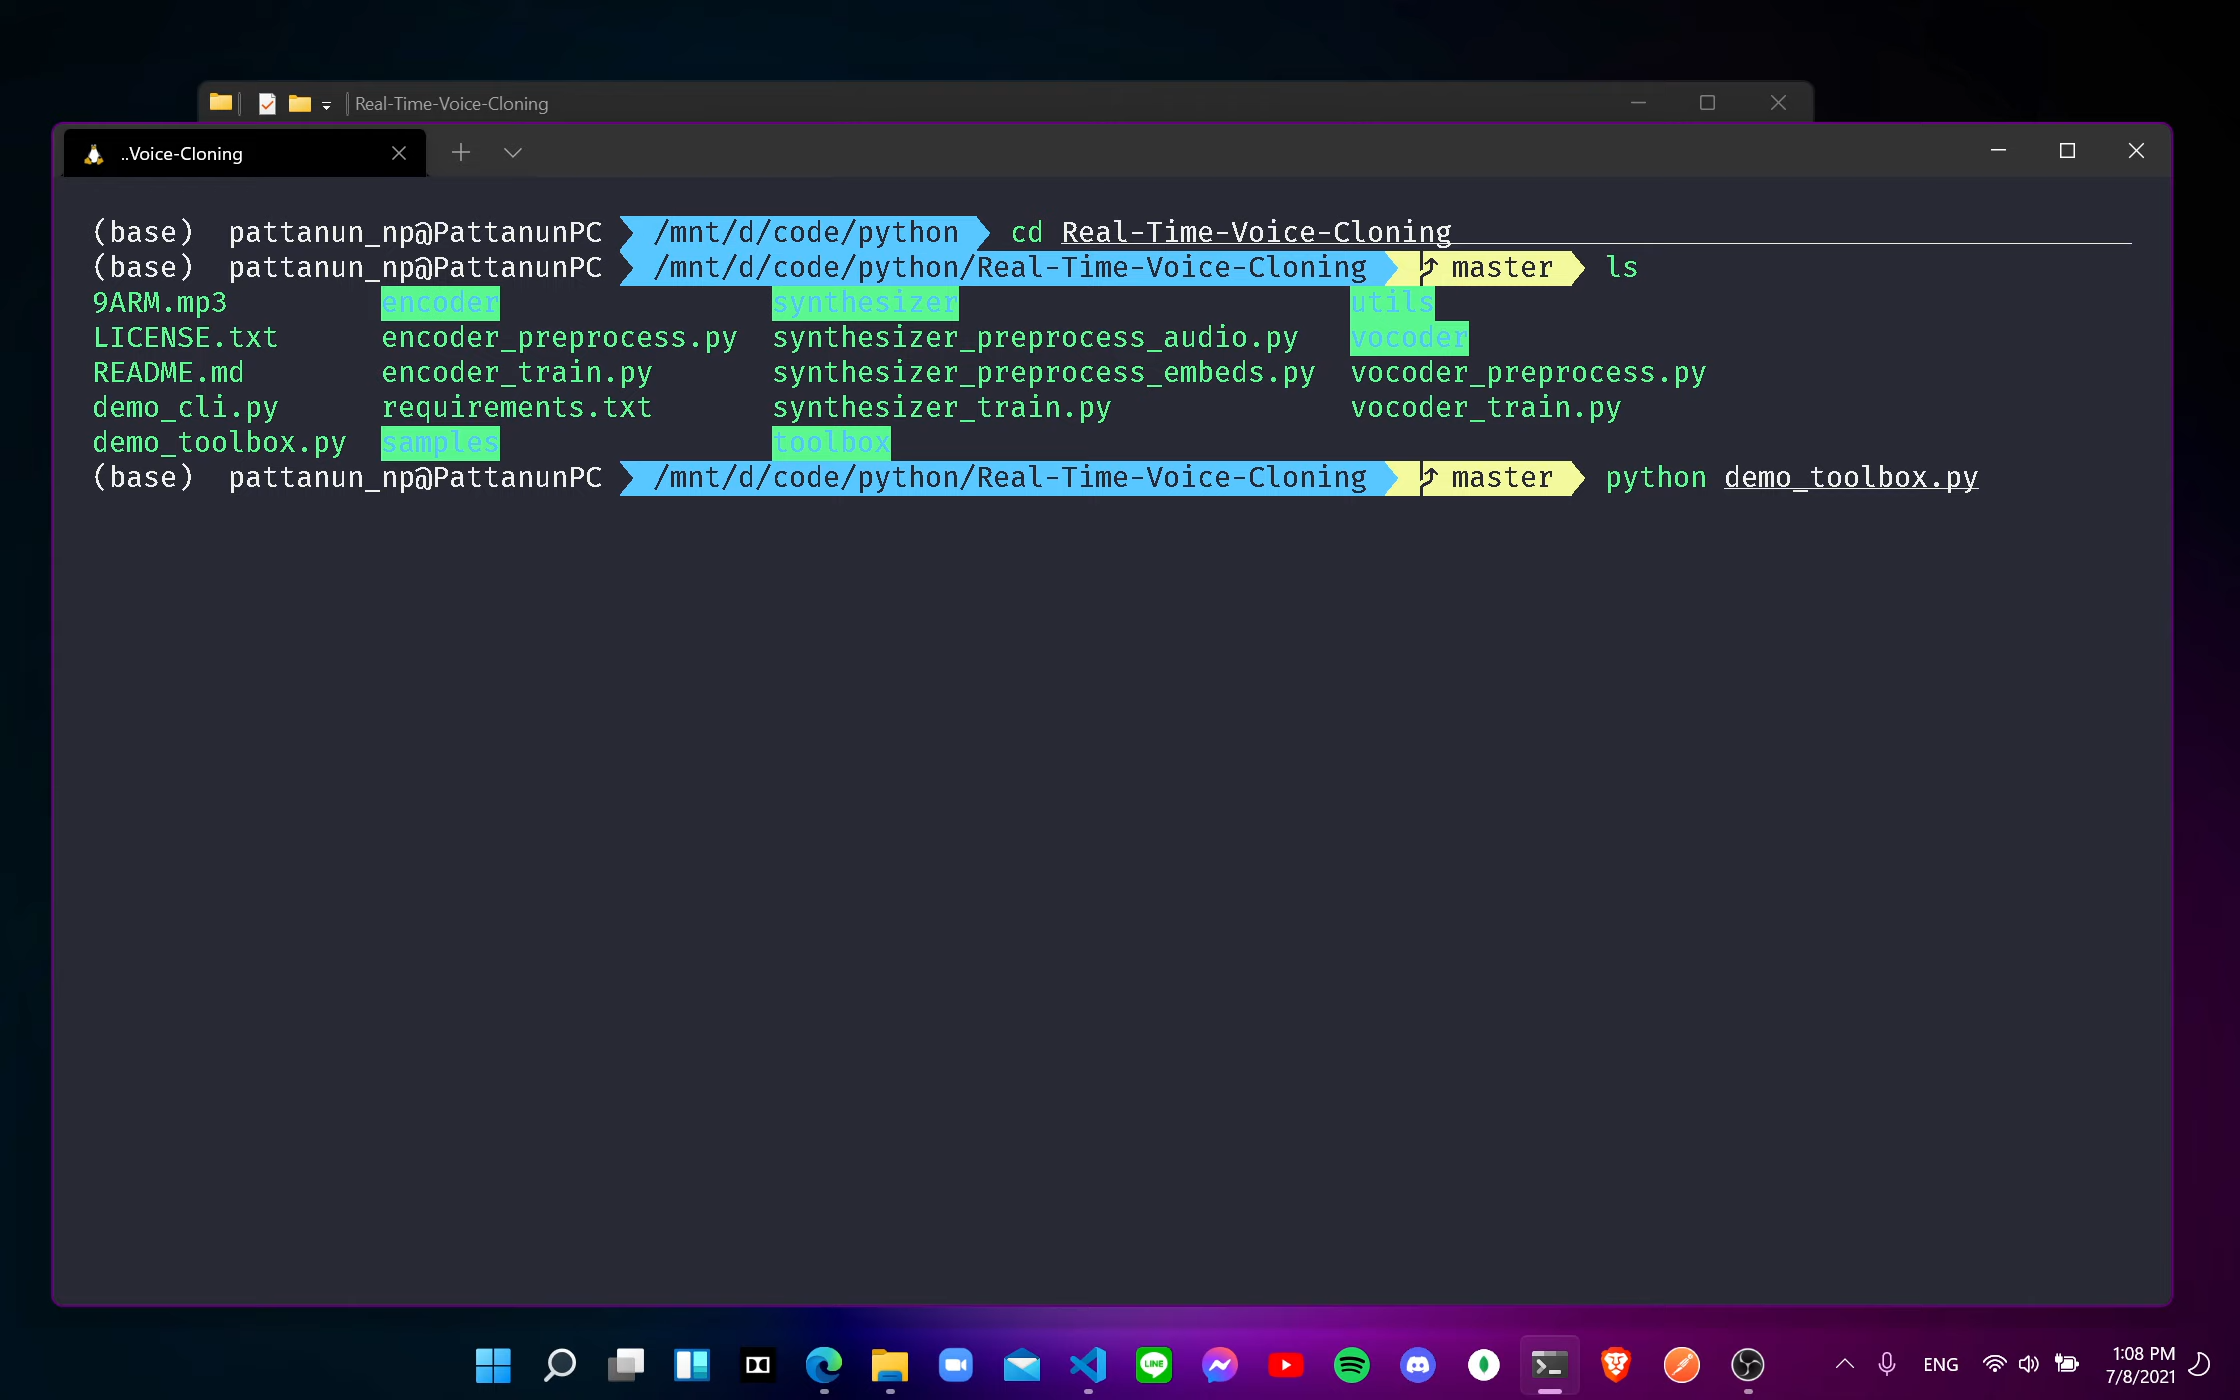 Real-Time-Voice-Cloning
..Voice-Cloning
(base) pattanun_np@PattanunPC /mnt/d/code/python cd Real-Time-Voice-Cloning
(base) pattanun_np@PattanunPC /mnt/d/code/python/Real-Time-Voice-Cloning master ls
9ARM.mp3 encoder synthesizer utils
LICENSE.txt encoder_preprocess.py synthesizer_preprocess_audio.py vocoder
README.md encoder_train.py synthesizer_preprocess_embeds.py vocoder_preprocess.py
demo_cli.py requirements.txt synthesizer_train.py vocoder_train.py
demo_toolbox.py samples toolbox
(base) pattanun_np@PattanunPC /mnt/d/code/python/Real-Time-Voice-Cloning master python demo_toolbox.py
LINE
ENG
1:08 PM
7/8/2021